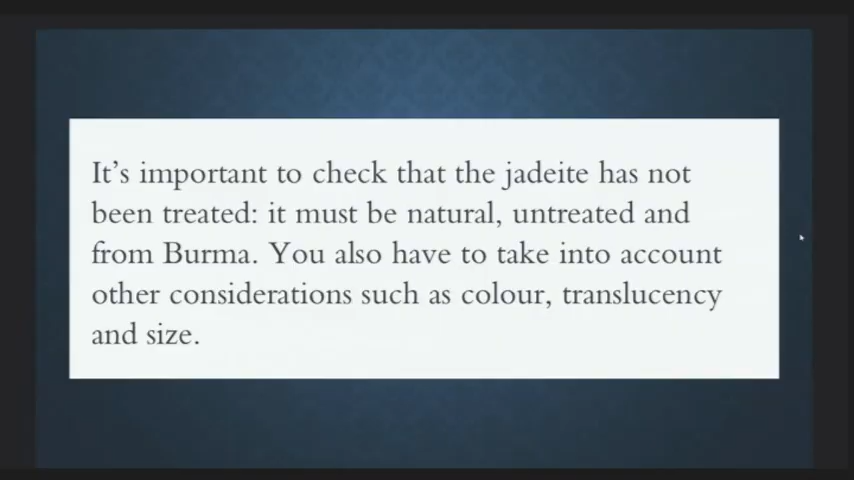 It's important to check that the jadeite has not
been treated: it must be natural, untreated and
from Burma. You also have to take into account
other considerations such as colour, translucency
and size.